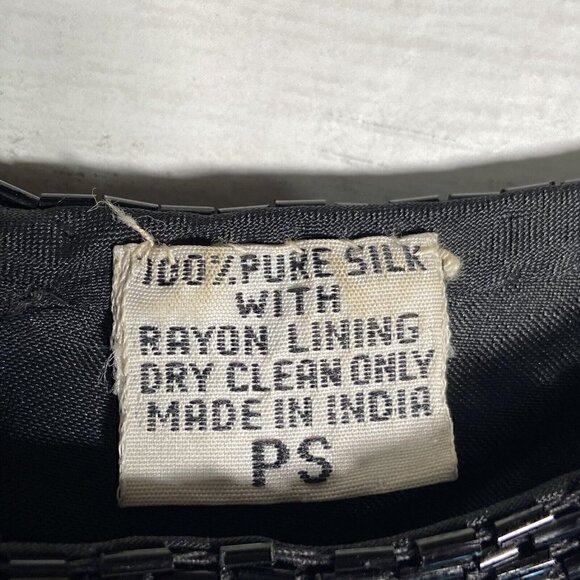 100% PURE SILK
WITH
RAYON LINING
DRY CLEAN ONLY
MADE IN INDIA
PS